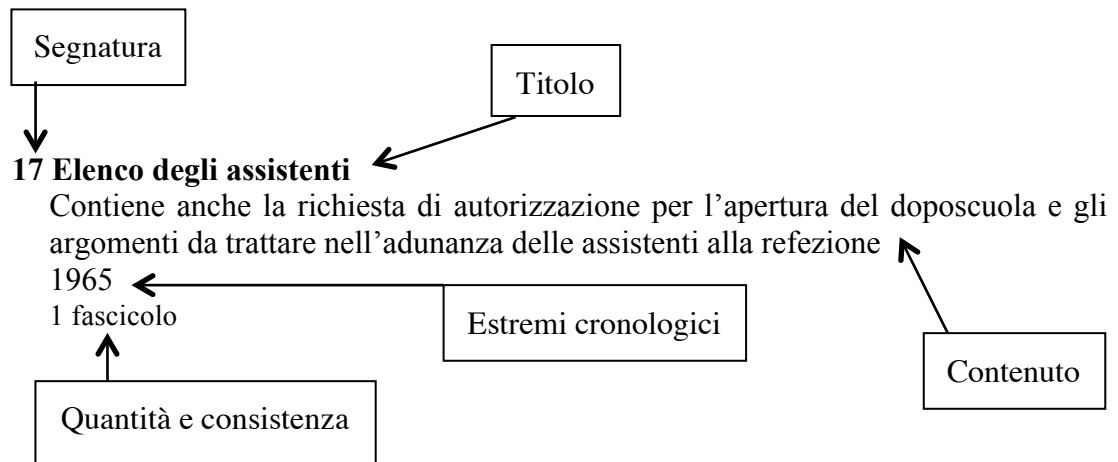 Segnatura
Titolo
17 Elenco degli assistenti
Contiene anche la richiesta di autorizzazione per l’apertura del doposcuola e gli
argomenti da trattare nell’adunanza delle assistenti alla refezione
1965
1 fascicolo
Estremi cronologici
Contenuto
Quantità e consistenza